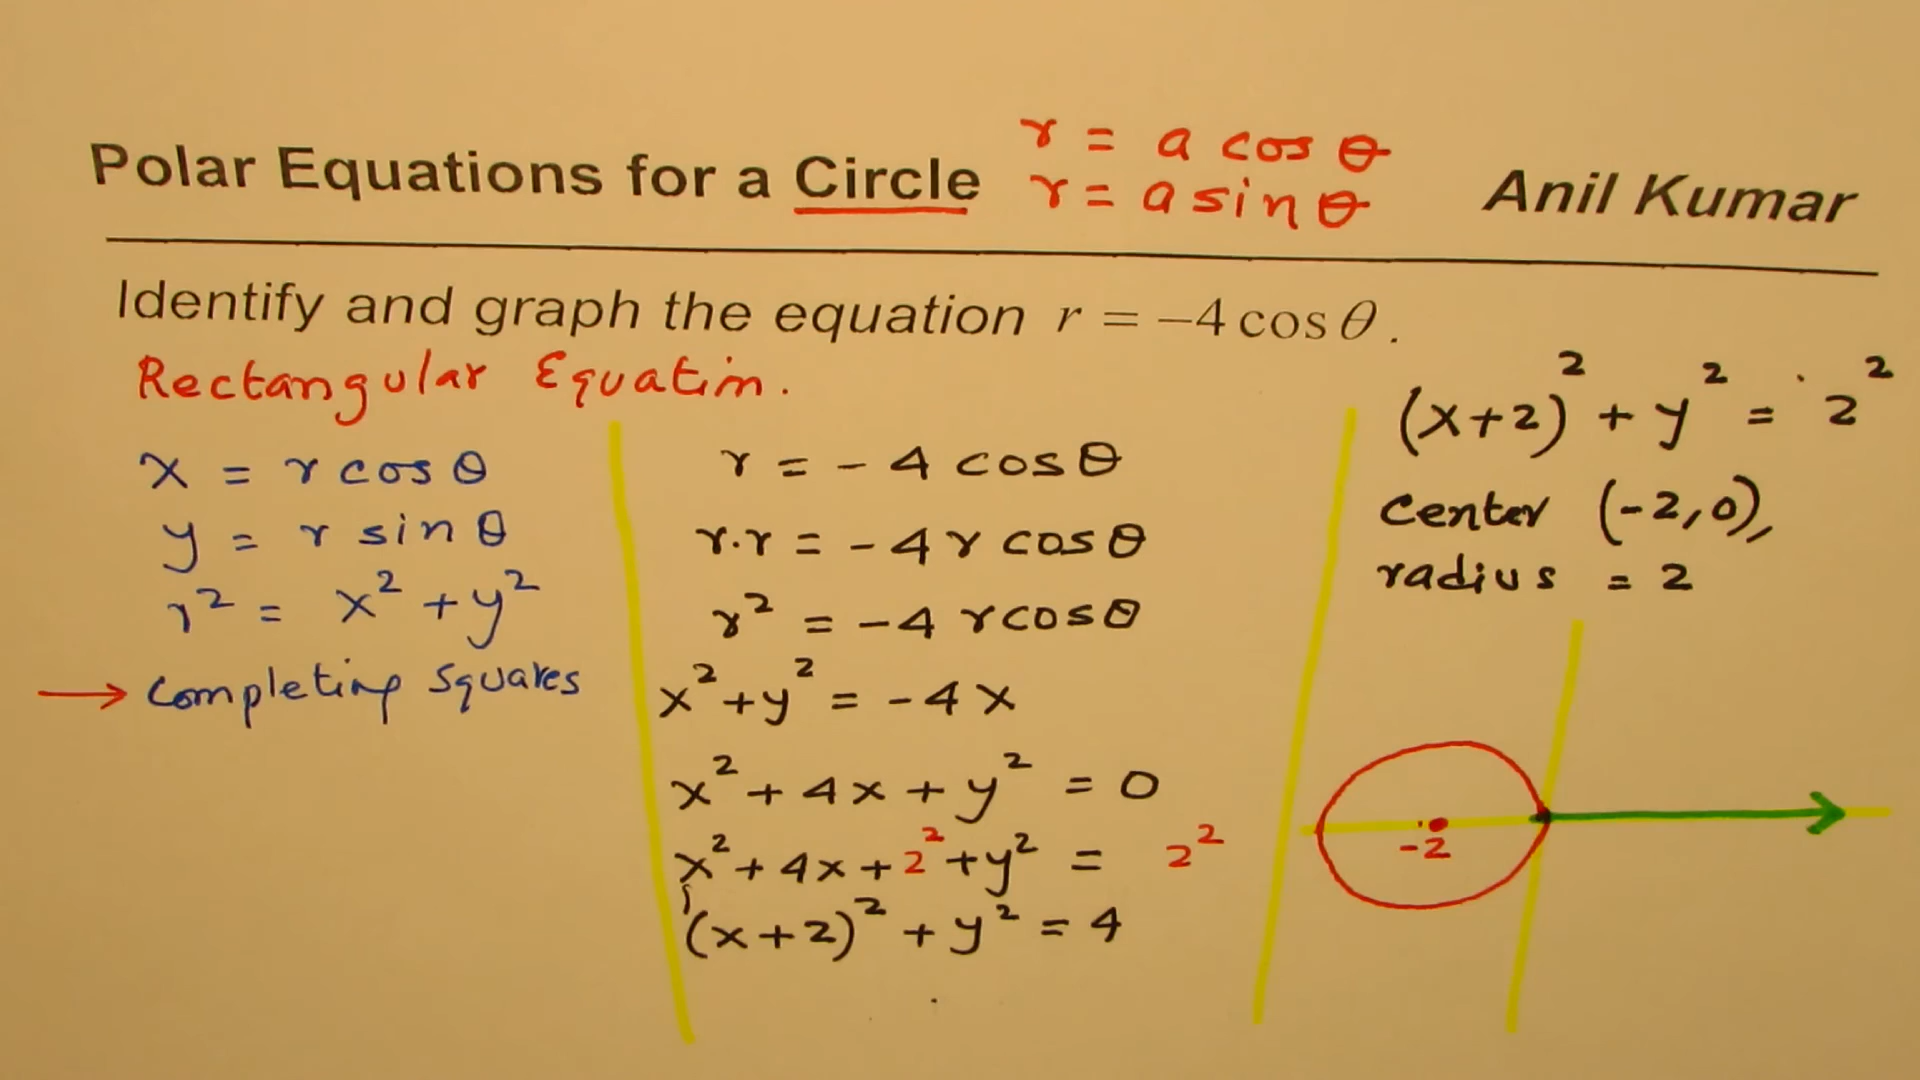 Polar Equations for a Circle
r = a cos θ
r = a sin θ
Anil Kumar
Identify and graph the equation r = −4 cos θ.
Rectangular Equatim.
x = r cos θ
y = r sin θ
r² = x² + y²
→ Completing Squares
r = - 4 cos θ
r.r = - 4 r cos θ
r² = - 4 r cos θ
x² + y² = - 4 x
x² + 4x + y² = 0
x² + 4x + 2² + y² = 2²
(x+2)² + y² = 4
(x+2)² + y² = 2²
Center (-2,0),
radius = 2
-2